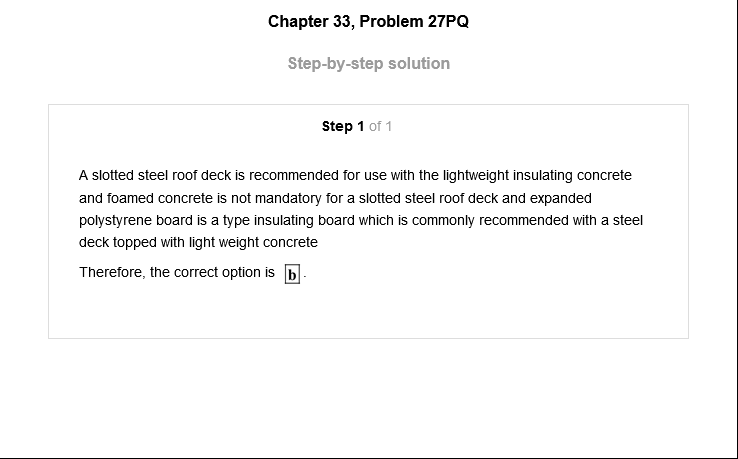 Chapter 33, Problem 27PQ
Step-by-step solution
Step 1 of 1
A slotted steel roof deck is recommended for use with the lightweight insulating concrete
and foamed concrete is not mandatory for a slotted steel roof deck and expanded
polystyrene board is a type insulating board which is commonly recommended with a steel
deck topped with light weight concrete
Therefore, the correct option is b.